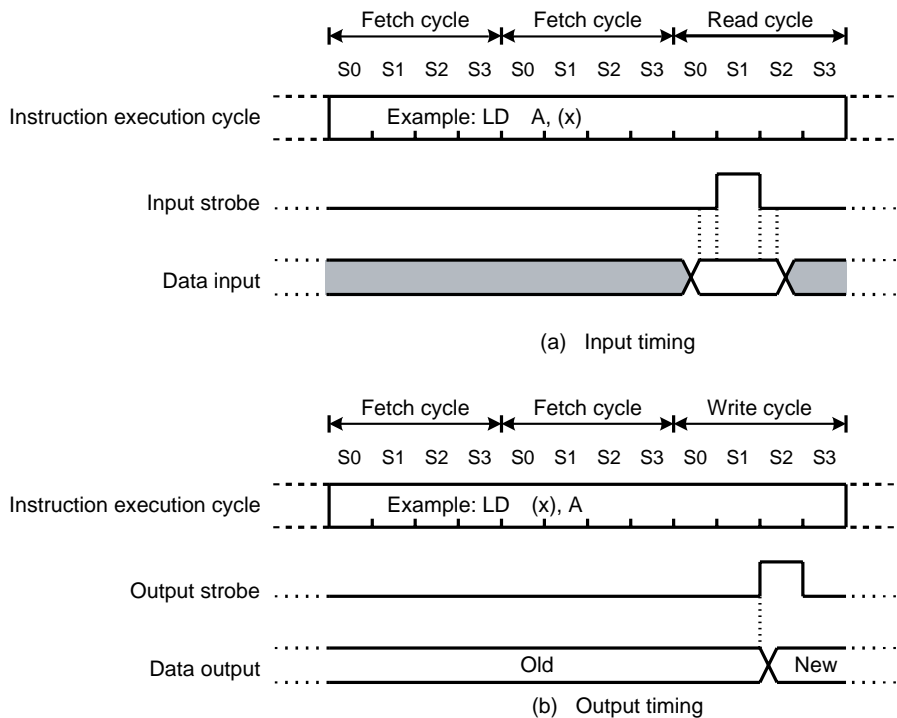 Fetch cycle Fetch cycle Read cycle
S0 S1 S2 S3 S0 S1 S2 S3 S0 S1 S2 S3
Instruction execution cycle Example: LD A, (x)
Input strobe
Data input
(a) Input timing
Fetch cycle Fetch cycle Write cycle
S0 S1 S2 S3 S0 S1 S2 S3 S0 S1 S2 S3
Instruction execution cycle Example: LD (x), A
Output strobe
Data output Old New
(b) Output timing